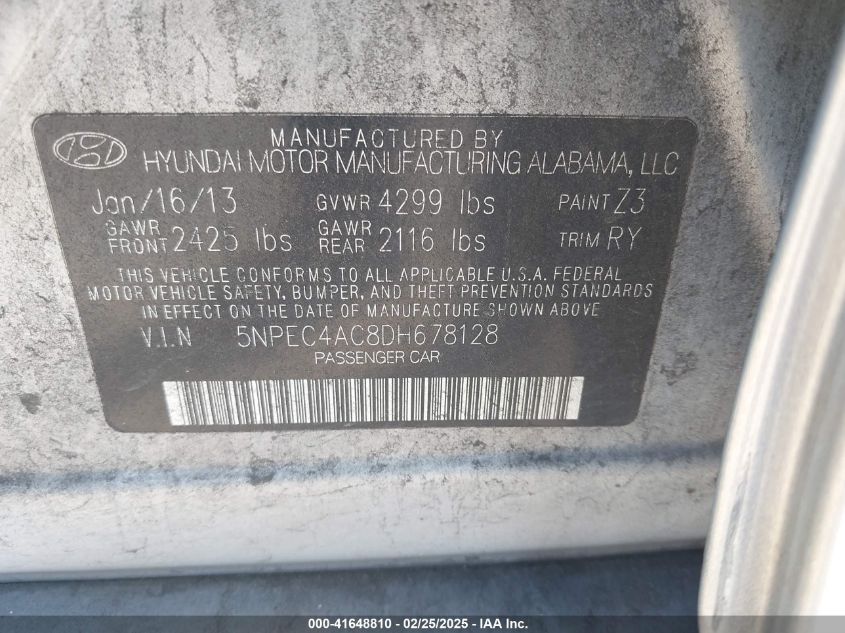 MANUFACTURED BY
HYUNDAI MOTOR MANUFACTURING ALABAMA, LLC
Jan/16/13 GVWR 4299 lbs PAINT Z3
GAWR FRONT 2425 lbs GAWR REAR 2116 lbs TRIM RY
THIS VEHICLE CONFORMS TO ALL APPLICABLE U.S.A. FEDERAL
MOTOR VEHICLE SAFETY, BUMPER, AND THEFT PREVENTION STANDARDS
IN EFFECT ON THE DATE OF MANUFACTURE SHOWN ABOVE.
V.I.N 5NPEC4AC8DH678128
PASSENGER CAR
000-41648810 - 02/25/2025 - IAA Inc.